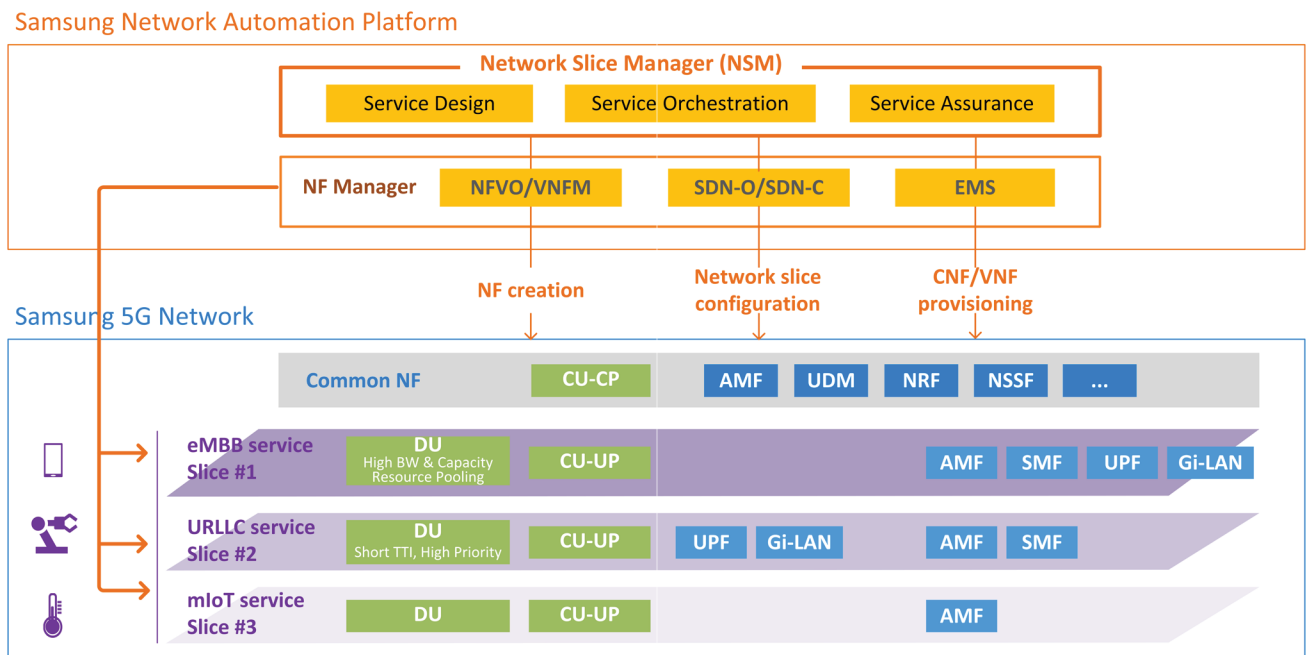 Samsung Network Automation Platform
Network Slice Manager (NSM)
Service Design
Service Orchestration
Service Assurance
NF Manager
NFVO/VNFM
SDN-O/SDN-C
EMS
NF creation
Network slice
configuration
CNF/VNF
provisioning
Samsung 5G Network
Common NF
CU-CP
AMF
UDM
NRF
NSSF
...
eMBB service
Slice #1
DU
High BW & Capacity
Resource Pooling
CU-UP
AMF
SMF
UPF
Gi-LAN
URLLC service
Slice #2
DU
Short TTI, High Priority
CU-UP
UPF
Gi-LAN
AMF
SMF
mIoT service
Slice #3
DU
CU-UP
AMF